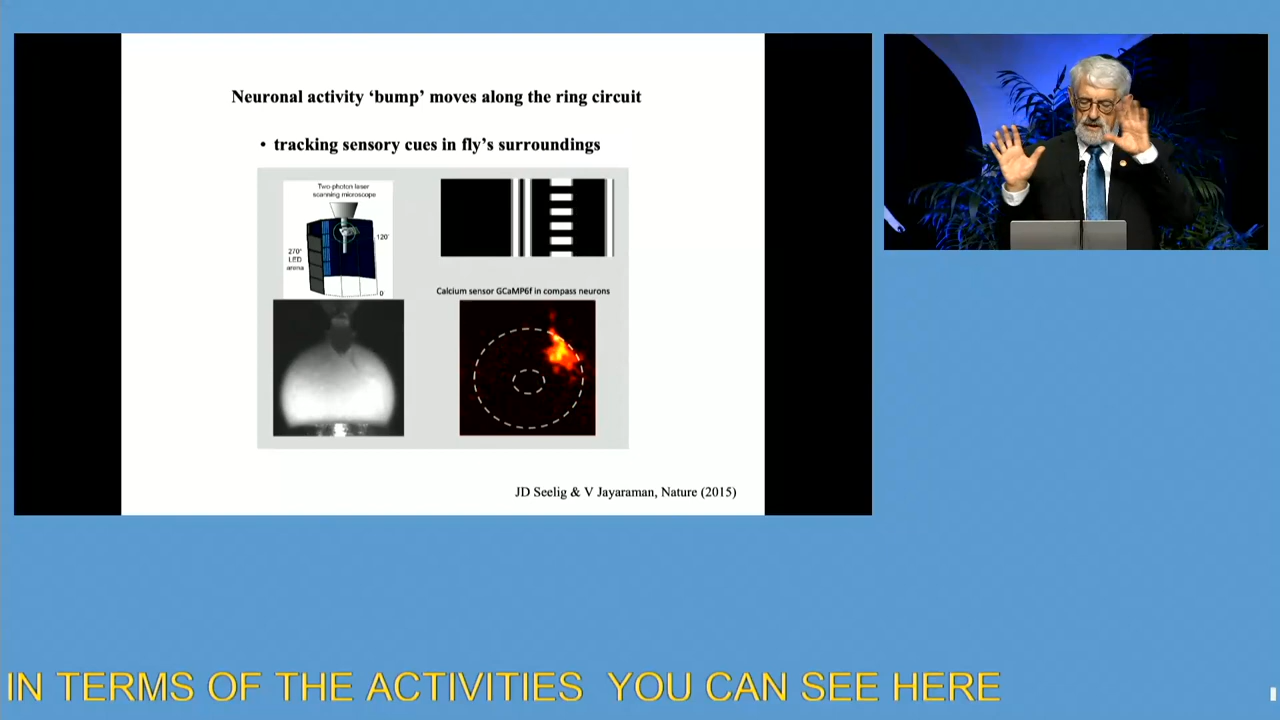 Neuronal activity ‘bump’ moves along the ring circuit
• tracking sensory cues in fly’s surroundings
Two-photon laser
scanning microscope
120°
270°
LED
arena
0
Calcium sensor GCaMP6f in compass neurons
JD Seelig & V Jayaraman, Nature (2015)
IN TERMS OF THE ACTIVITIES YOU CAN SEE HERE